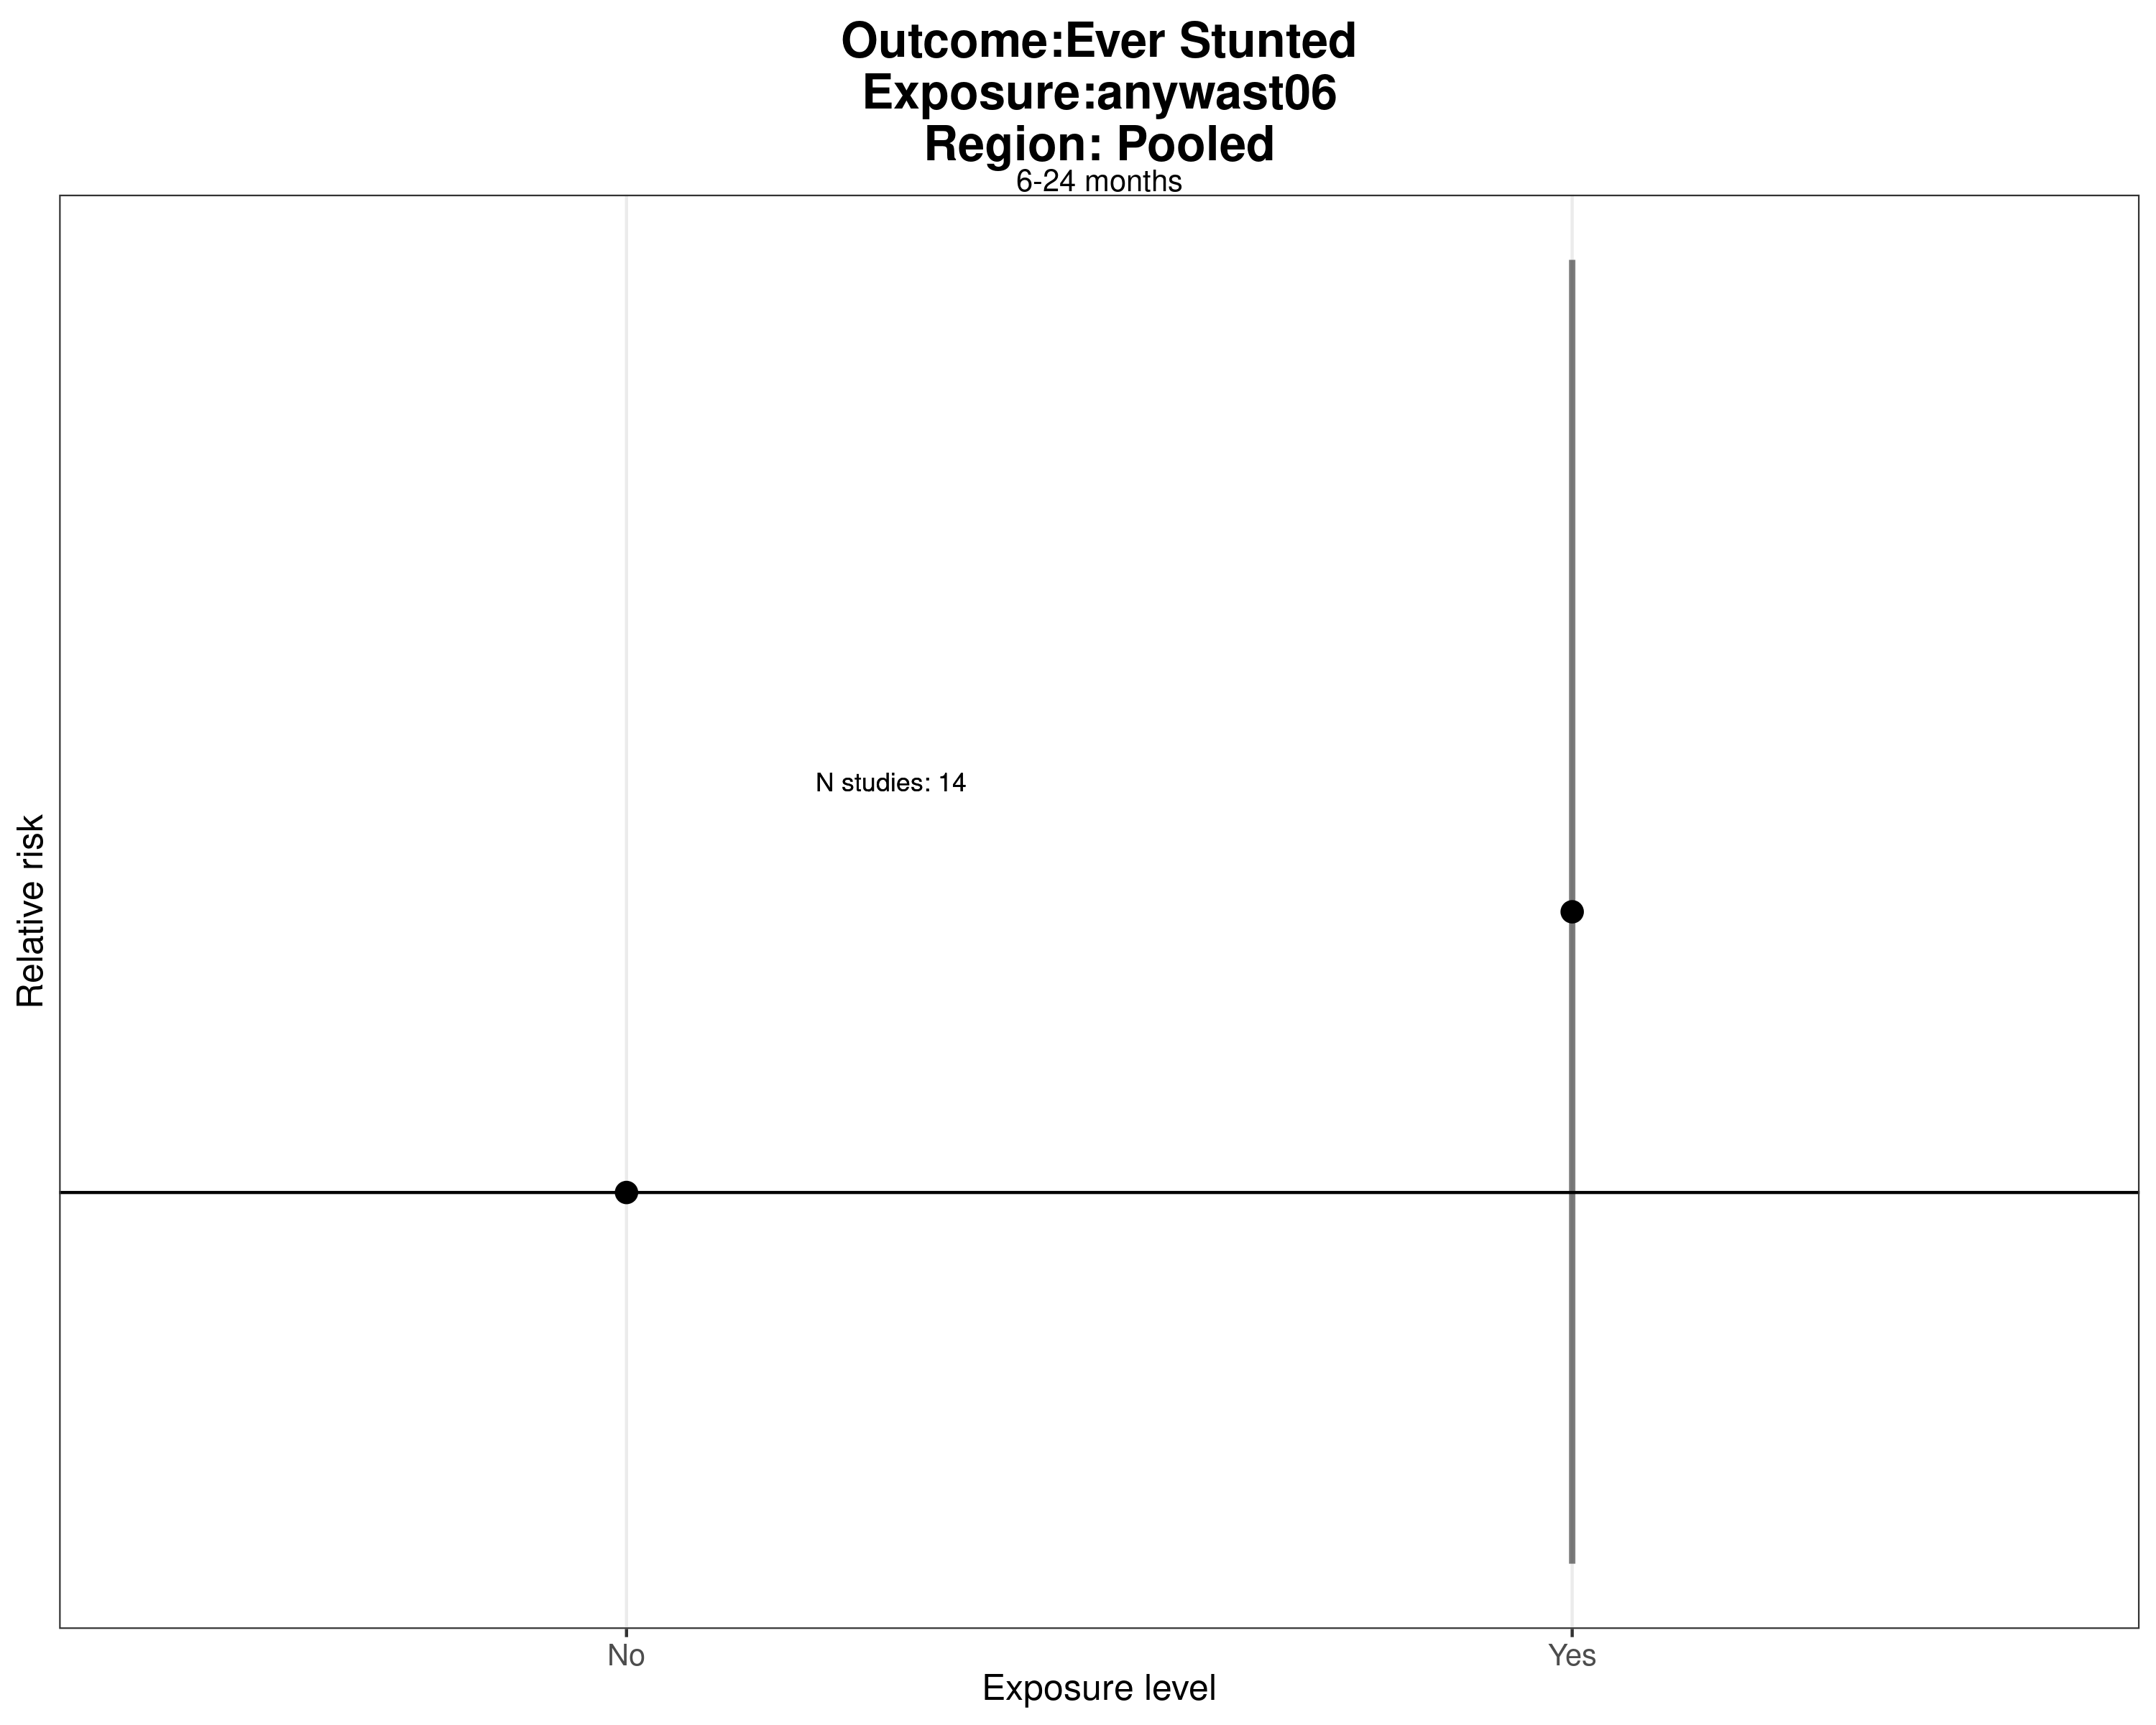 Outcome:Ever Stunted
Exposure:anywast06
Region: Pooled
6-24 months
N studies: 14
Relative risk
No
Yes
Exposure level